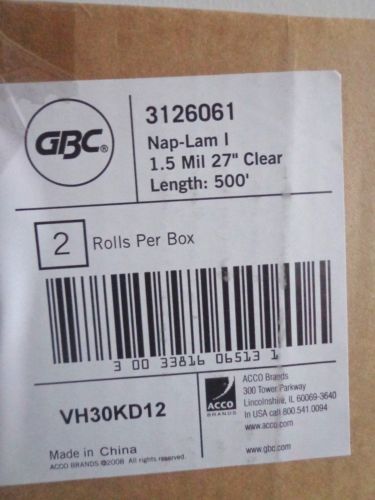 GBC®
3126061
Nap-Lam I
1.5 Mil 27" Clear
Length: 500'
2 Rolls Per Box
3 00 33816 06513 1
VH30KD12
ACCO
BRANDS
ACCO Brands
300 Tower Parkway
Lincolnshire, IL 60069-3640
In USA call 800.541.0094
www.acco.com
Made in China
www.gbc.com
ACCO BRANDS ©2008 All rights reserved.